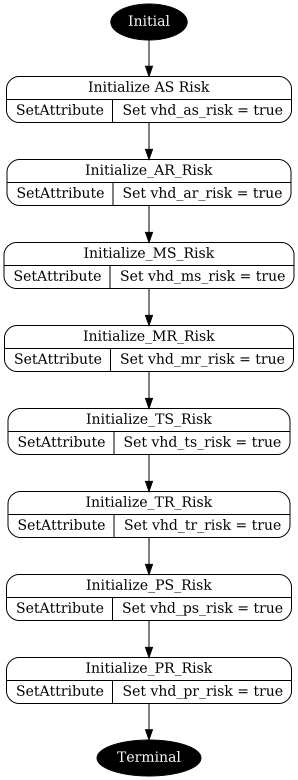 Initial
Initialize AS Risk
SetAttribute Set vhd_as_risk = true
Initialize_AR_Risk
SetAttribute Set vhd_ar_risk = true
Initialize_MS_Risk
SetAttribute Set vhd_ms_risk = true
Initialize_MR_Risk
SetAttribute Set vhd_mr_risk = true
Initialize_TS_Risk
SetAttribute Set vhd_ts_risk = true
Initialize_TR_Risk
SetAttribute Set vhd_tr_risk = true
Initialize_PS_Risk
SetAttribute Set vhd_ps_risk = true
Initialize_PR_Risk
SetAttribute Set vhd_pr_risk = true
Terminal